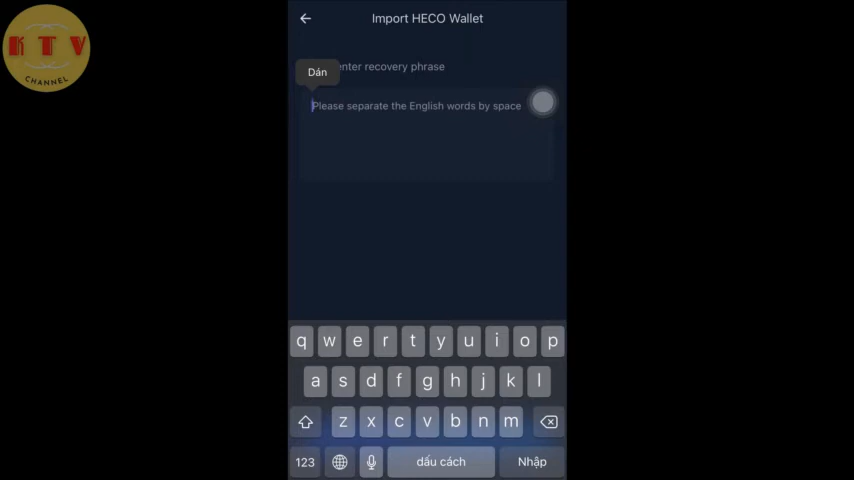 KTV
CHANNEL
Import HECO Wallet
enter recovery phrase
Dán
Please separate the English words by space
q w e r t y u i o p
a s d f g h j k l
z x c v b n m
123 dấu cách Nhập